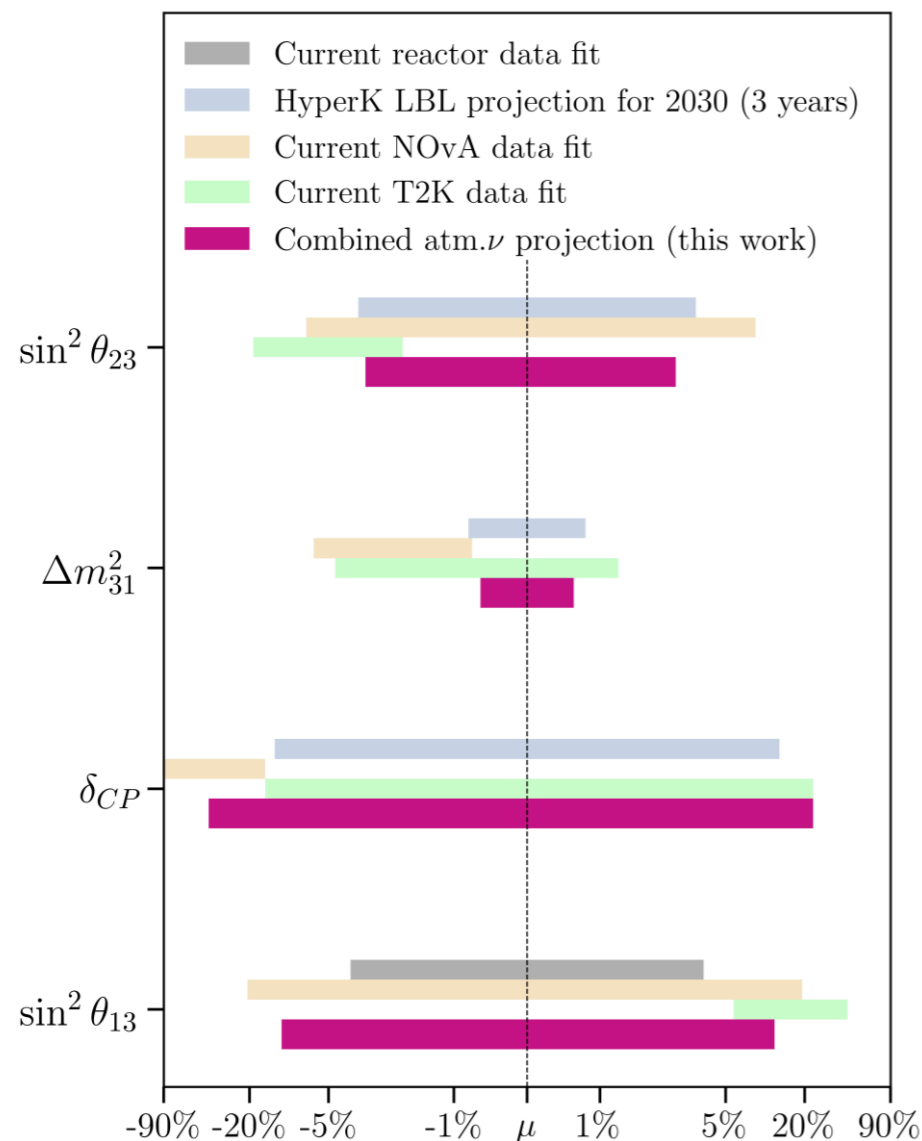 Current reactor data fit
HyperK LBL projection for 2030 (3 years)
Current NOvA data fit
Current T2K data fit
Combined atm.ν projection (this work)
sin² θ₂₃
Δm²₃₁
δ_CP
sin² θ₁₃
-90% -20% -5% -1% μ 1% 5% 20% 90%